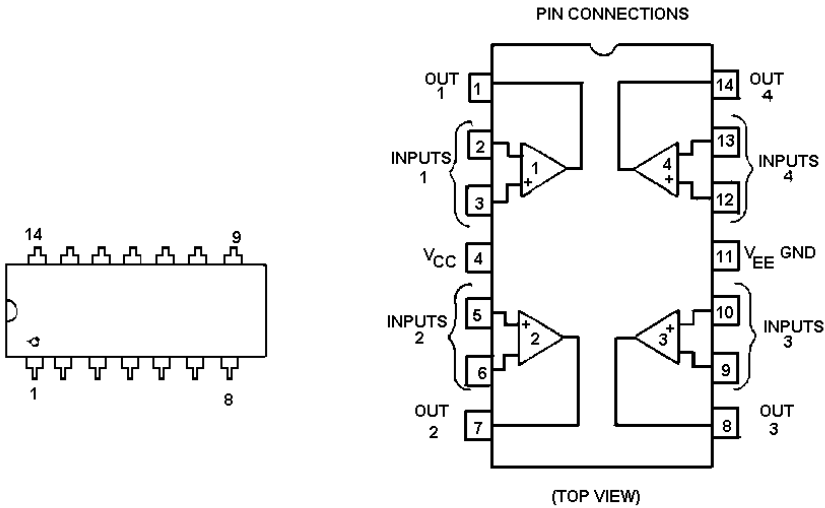 PIN CONNECTIONS
OUT
1
1
14
OUT
4
2
13
INPUTS
1
1
+
4
+
INPUTS
4
3
12
14
9
VCC
4
11
VEE GND
5
10
INPUTS
2
+
2
+
3
INPUTS
3
6
9
1
8
OUT
2
7
8
OUT
3
(TOP VIEW)